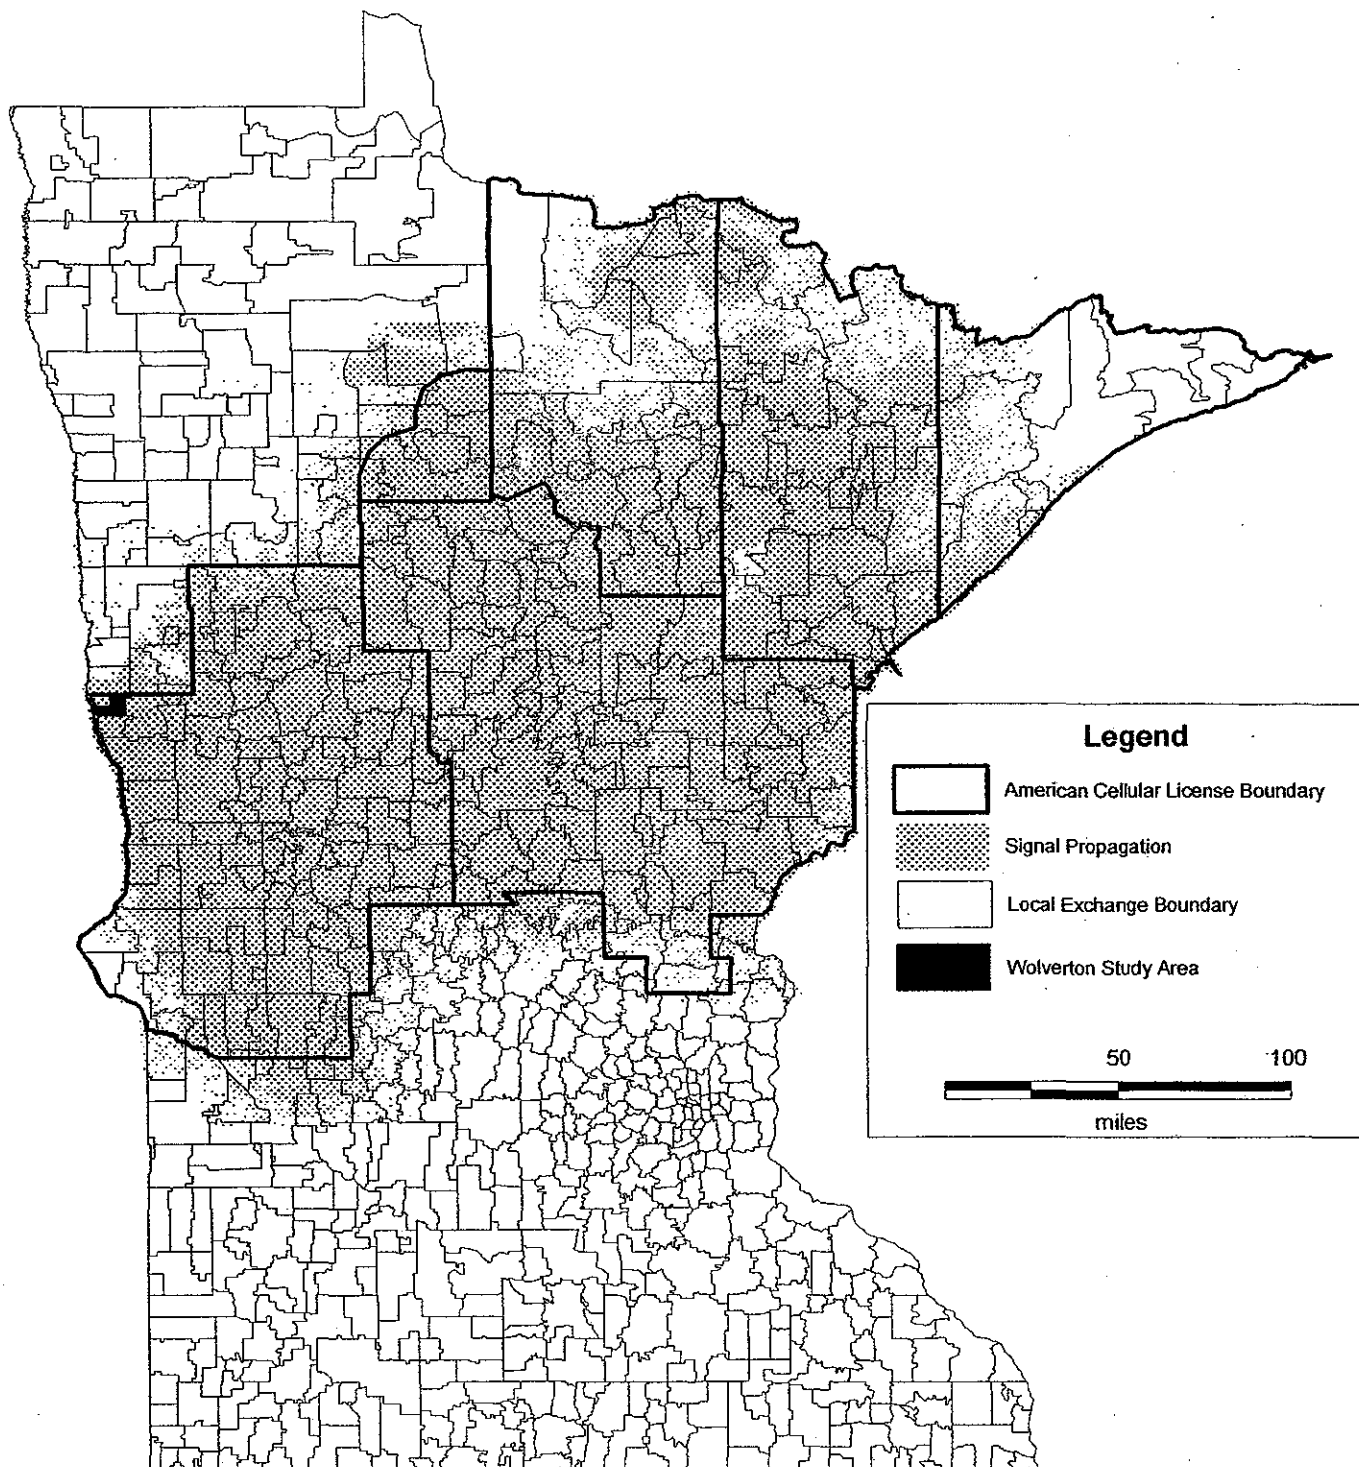 Legend
American Cellular License Boundary
Signal Propagation
Local Exchange Boundary
Wolverton Study Area
50 100
miles